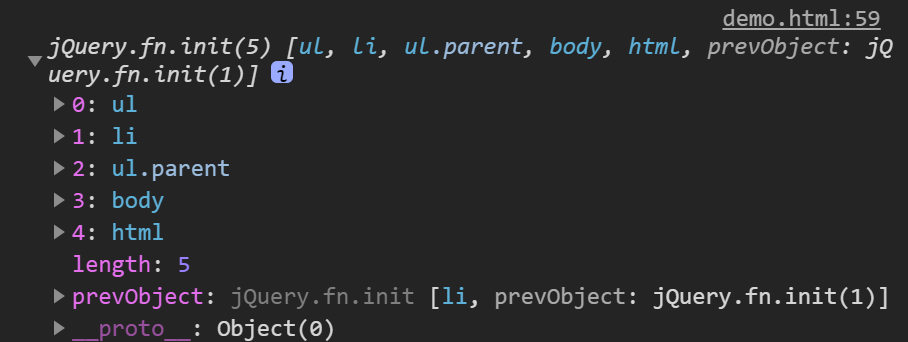 demo.html:59
jQuery.fn.init(5) [ul, li, ul.parent, body, html, prevObject: jQ
uery.fn.init(1)] i
0: ul
1: li
2: ul.parent
3: body
4: html
length: 5
prevObject: jQuery.fn.init [li, prevObject: jQuery.fn.init(1)]
__proto__: Object(0)